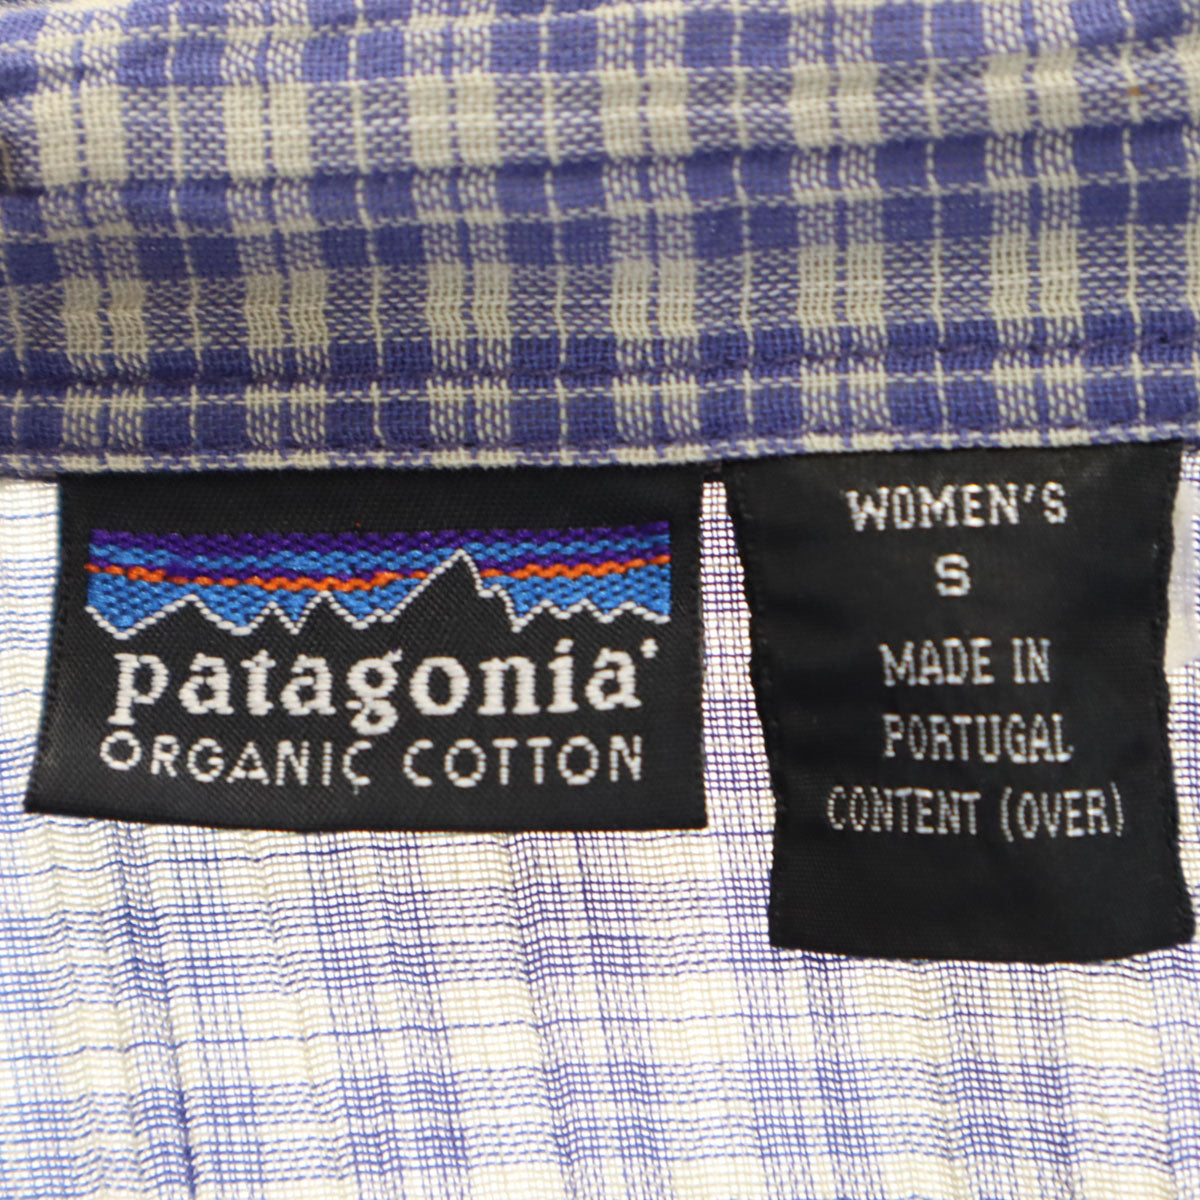 patagonia®
ORGANIC COTTON
WOMEN'S
S
MADE IN
PORTUGAL
CONTENT (OVER)